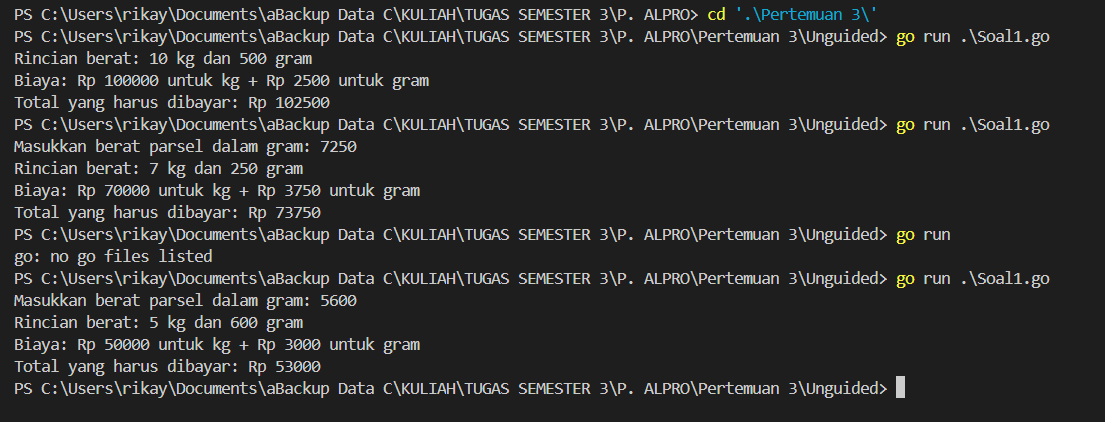 PS C:\Users\rikay\Documents\aBackup Data C\KULIAH\TUGAS SEMESTER 3\P. ALPRO> cd '.\Pertemuan 3\'
PS C:\Users\rikay\Documents\aBackup Data C\KULIAH\TUGAS SEMESTER 3\P. ALPRO\Pertemuan 3\Unguided> go run .\Soal1.go
Rincian berat: 10 kg dan 500 gram
Biaya: Rp 100000 untuk kg + Rp 2500 untuk gram
Total yang harus dibayar: Rp 102500
PS C:\Users\rikay\Documents\aBackup Data C\KULIAH\TUGAS SEMESTER 3\P. ALPRO\Pertemuan 3\Unguided> go run .\Soal1.go
Masukkan berat parsel dalam gram: 7250
Rincian berat: 7 kg dan 250 gram
Biaya: Rp 70000 untuk kg + Rp 3750 untuk gram
Total yang harus dibayar: Rp 73750
PS C:\Users\rikay\Documents\aBackup Data C\KULIAH\TUGAS SEMESTER 3\P. ALPRO\Pertemuan 3\Unguided> go run
go: no go files listed
PS C:\Users\rikay\Documents\aBackup Data C\KULIAH\TUGAS SEMESTER 3\P. ALPRO\Pertemuan 3\Unguided> go run .\Soal1.go
Masukkan berat parsel dalam gram: 5600
Rincian berat: 5 kg dan 600 gram
Biaya: Rp 50000 untuk kg + Rp 3000 untuk gram
Total yang harus dibayar: Rp 53000
PS C:\Users\rikay\Documents\aBackup Data C\KULIAH\TUGAS SEMESTER 3\P. ALPRO\Pertemuan 3\Unguided>